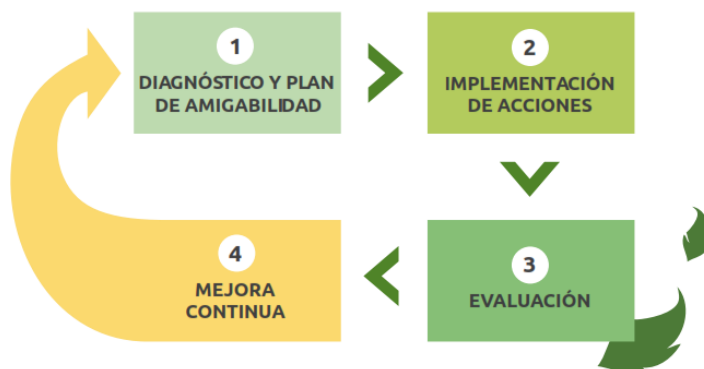 1
DIAGNÓSTICO Y PLAN
DE AMIGABILIDAD
2
IMPLEMENTACIÓN
DE ACCIONES
3
EVALUACIÓN
4
MEJORA
CONTINUA